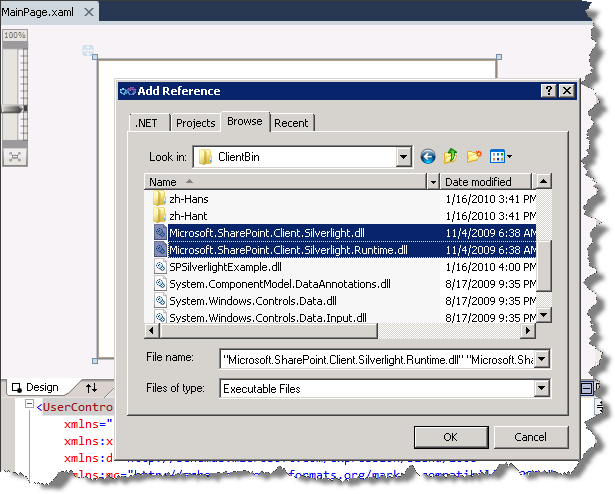 MainPage.xaml
100%
Add Reference
.NET Projects Browse Recent
Look in: ClientBin
Name Date modified
zh-Hans 1/16/2010 3:41 PM
zh-Hant 1/16/2010 3:41 PM
Microsoft.SharePoint.Client.Silverlight.dll 11/4/2009 6:38 AM
Microsoft.SharePoint.Client.Silverlight.Runtime.dll 11/4/2009 6:38 AM
SPSilverlightExample.dll 1/16/2010 4:00 PM
System.ComponentModel.DataAnnotations.dll 8/17/2009 9:35 PM
System.Windows.Controls.Data.dll 8/17/2009 9:35 PM
System.Windows.Controls.Data.Input.dll 8/17/2009 9:35 PM
File name: "Microsoft.SharePoint.Client.Silverlight.Runtime.dll" "Microsoft.Sha
Files of type: Executable Files
Design
OK Cancel
<UserContro
xmlns="
xmlns:x
xmlns:d
xmlns:mc="http://